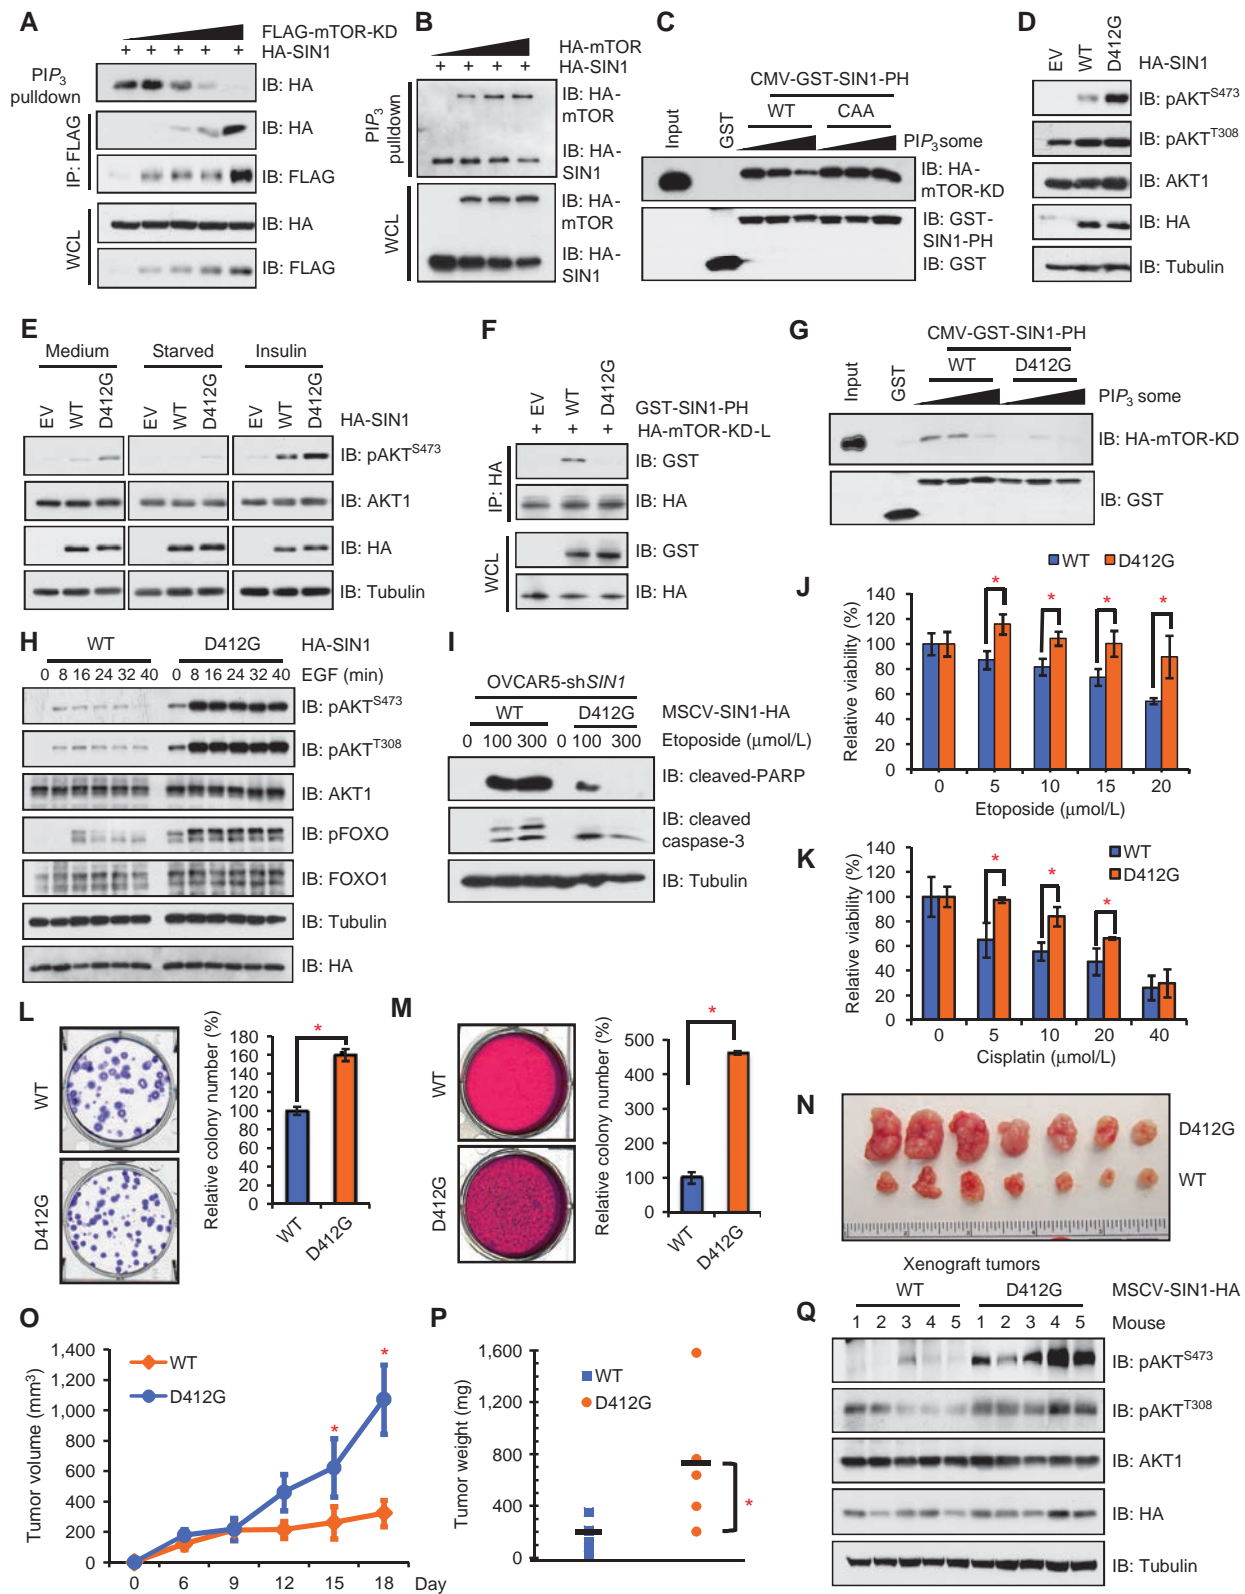 A
FLAG-mTOR-KD
+ + + + + HA-SIN1
PIP3 pulldown
IB: HA
IP: FLAG
IB: HA
IB: FLAG
WCL
IB: HA
IB: FLAG
B
HA-mTOR
+ + + + HA-SIN1
PIP3 pulldown
IB: HA-
mTOR
IB: HA-
SIN1
WCL
IB: HA-
mTOR
IB: HA-
SIN1
C
CMV-GST-SIN1-PH
Input GST WT CAA
PIP3some
IB: HA-
mTOR-KD
IB: GST-
SIN1-PH
IB: GST
D
EV WT D412G HA-SIN1
IB: pAKTS473
IB: pAKTT308
IB: AKT1
IB: HA
IB: Tubulin
E
Medium Starved Insulin
EV WT D412G EV WT D412G EV WT D412G
HA-SIN1
IB: pAKTS473
IB: AKT1
IB: HA
IB: Tubulin
F
EV WT D412G GST-SIN1-PH
+ + + HA-mTOR-KD-L
IP: HA
IB: GST
IB: HA
WCL
IB: GST
IB: HA
G
CMV-GST-SIN1-PH
Input GST WT D412G
PIP3 some
IB: HA-mTOR-KD
IB: GST
H
WT D412G HA-SIN1
0 8 16 24 32 40 0 8 16 24 32 40 EGF (min)
IB: pAKTS473
IB: pAKTT308
IB: AKT1
IB: pFOXO
IB: FOXO1
IB: Tubulin
IB: HA
I
OVCAR5-shSIN1
WT D412G MSCV-SIN1-HA
0 100 300 0 100 300 Etoposide (μmol/L)
IB: cleaved-PARP
IB: cleaved
caspase-3
IB: Tubulin
J
WT D412G
Relative viability (%)
140
120
100
80
60
40
20
0
* * * *
0 5 10 15 20
Etoposide (μmol/L)
K
WT
D412G
Relative viability (%)
140
120
100
80
60
40
20
0
* * *
0 5 10 20 40
Cisplatin (μmol/L)
L
WT
D412G
Relative colony number (%)
180
160
140
120
100
80
60
40
20
0
*
WT D412G
M
WT
D412G
Relative colony number (%)
500
400
300
200
100
0
*
WT D412G
N
D412G
WT
Xenograft tumors
O
Tumor volume (mm3)
1,400
1,200
1,000
800
600
400
200
0
WT
D412G
* *
0 6 9 12 15 18 Day
P
Tumor weight (mg)
1,600
1,200
800
400
0
WT
D412G
*
Q
WT D412G MSCV-SIN1-HA
1 2 3 4 5 1 2 3 4 5 Mouse
IB: pAKTS473
IB: pAKTT308
IB: AKT1
IB: HA
IB: Tubulin